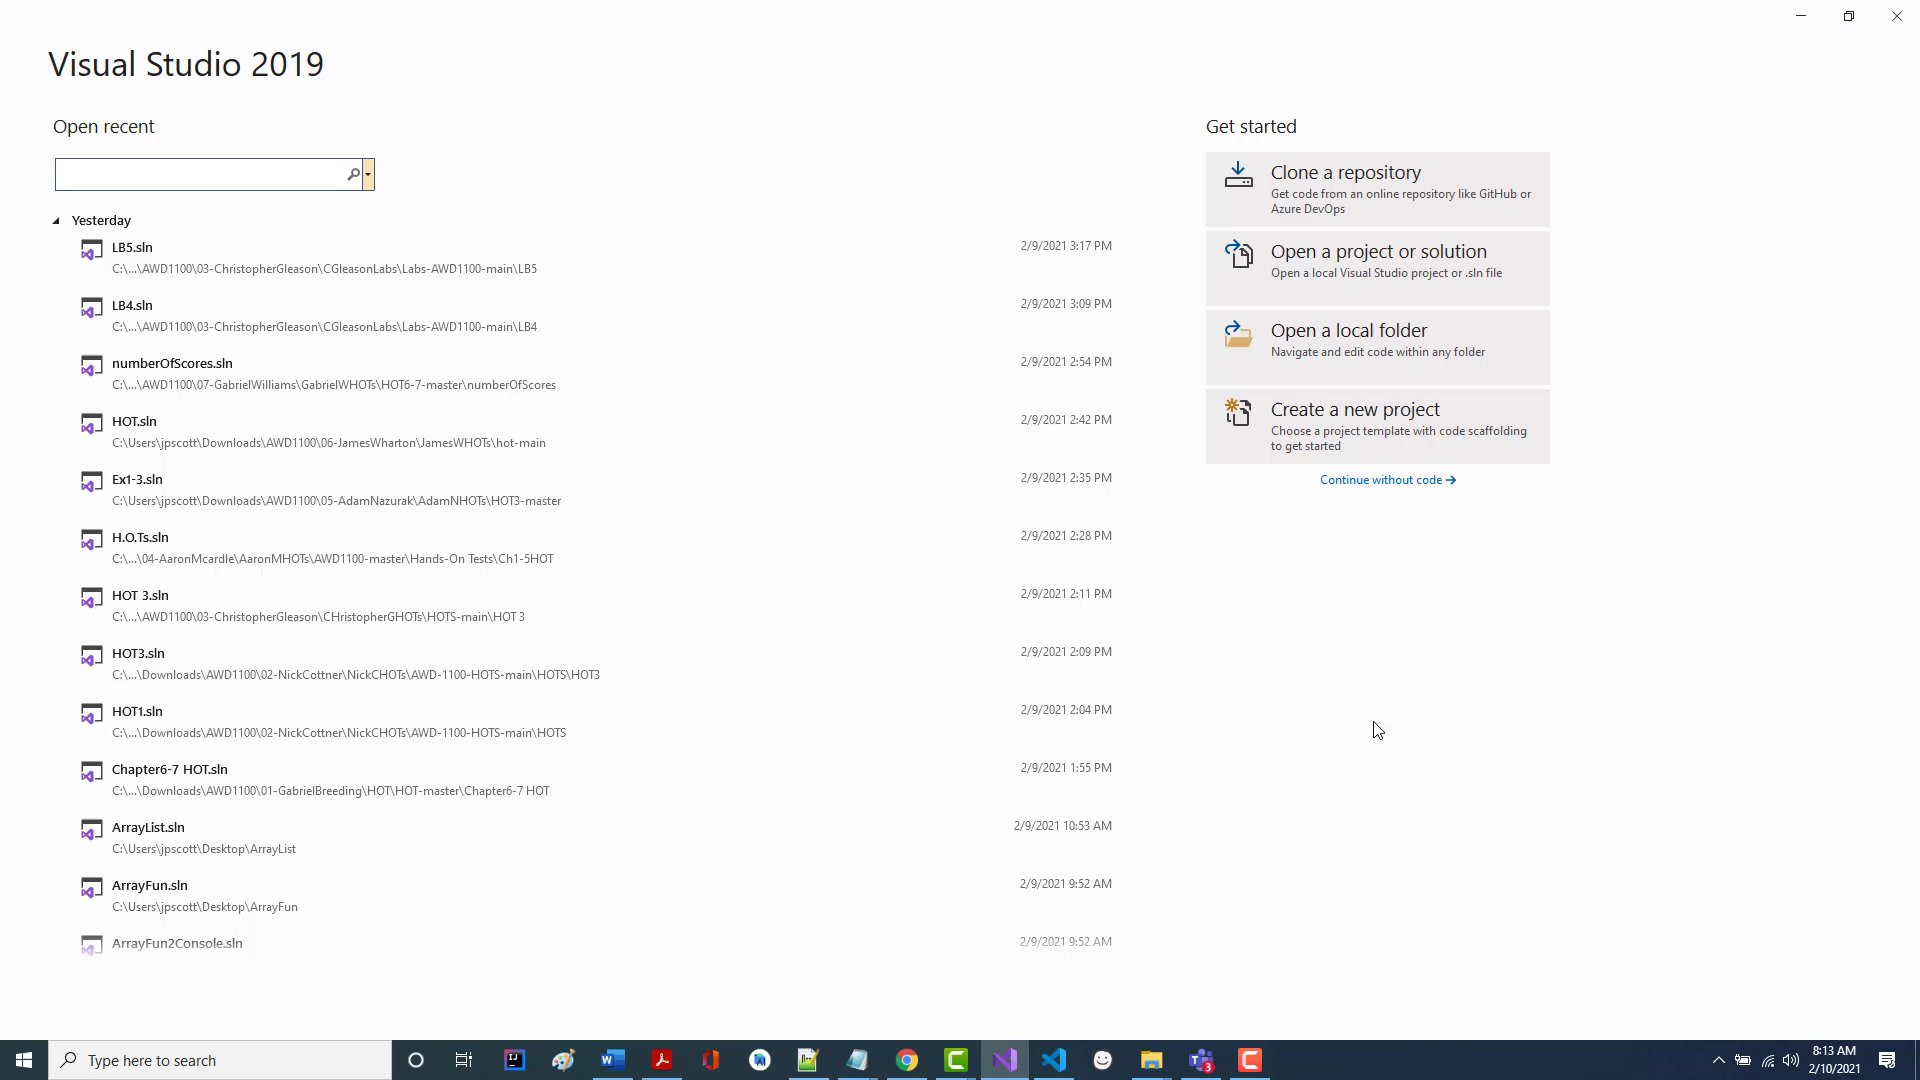 Visual Studio 2019
Open recent
Yesterday
LB5.sln
2/9/2021 3:17 PM
C:\...\AWD1100\03-ChristopherGleason\CGleasonLabs\Labs-AWD1100-main\LB5
LB4.sln
2/9/2021 3:09 PM
C:\...\AWD1100\03-ChristopherGleason\CGleasonLabs\Labs-AWD1100-main\LB4
numberOfScores.sln
2/9/2021 2:54 PM
C:\...\AWD1100\07-GabrielWilliams\GabrielWHOTs\HOT6-7-master\numberOfScores
HOT.sln
2/9/2021 2:42 PM
C:\Users\jpscott\Downloads\AWD1100\06-JamesWharton\JamesWHOTs\hot-main
Ex1-3.sln
2/9/2021 2:35 PM
C:\Users\jpscott\Downloads\AWD1100\05-AdamNazurak\AdamNHOTs\HOT3-master
H.O.Ts.sln
2/9/2021 2:28 PM
C:\...\04-AaronMcardle\AaronMHOTs\AWD1100-master\Hands-On Tests\Ch1-5HOT
HOT 3.sln
2/9/2021 2:11 PM
C:\...\AWD1100\03-ChristopherGleason\CHristopherGHOTs\HOTS-main\HOT 3
HOT3.sln
2/9/2021 2:09 PM
C:\...\Downloads\AWD1100\02-NickCottner\NickCHOTs\AWD-1100-HOTS-main\HOTS\HOT3
HOT1.sln
2/9/2021 2:04 PM
C:\...\Downloads\AWD1100\02-NickCottner\NickCHOTs\AWD-1100-HOTS-main\HOTS
Chapter6-7 HOT.sln
2/9/2021 1:55 PM
C:\...\Downloads\AWD1100\01-GabrielBreeding\HOT\HOT-master\Chapter6-7 HOT
ArrayList.sln
2/9/2021 10:53 AM
C:\Users\jpscott\Desktop\ArrayList
ArrayFun.sln
2/9/2021 9:52 AM
C:\Users\jpscott\Desktop\ArrayFun
ArrayFun2Console.sln
2/9/2021 9:52 AM
Get started
Clone a repository
Get code from an online repository like GitHub or
Azure DevOps
Open a project or solution
Open a local Visual Studio project or .sln file
Open a local folder
Navigate and edit code within any folder
Create a new project
Choose a project template with code scaffolding
to get started
Continue without code →
Type here to search
8:13 AM
2/10/2021